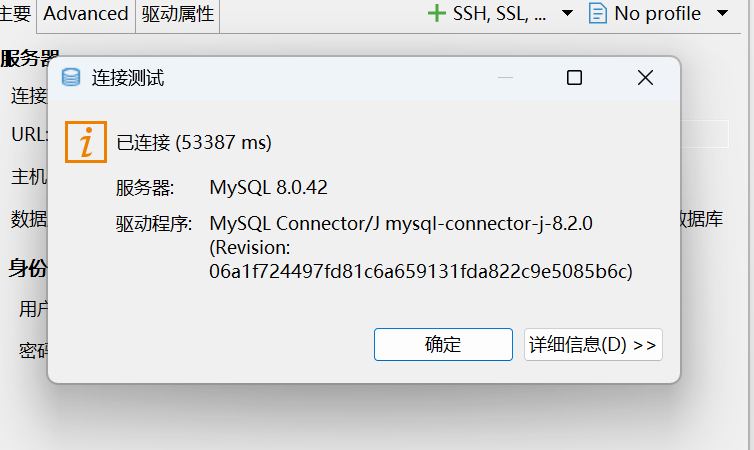 主要 Advanced 驱动属性 SSH, SSL, ... No profile
服务器
连接测试
连接
URL:
已连接 (53387 ms)
主机
服务器: MySQL 8.0.42
数据
驱动程序: MySQL Connector/J mysql-connector-j-8.2.0
数据库
(Revision:
身份
06a1f724497fd81c6a659131fda822c9e5085b6c)
用户
密码
确定 详细信息(D) >>